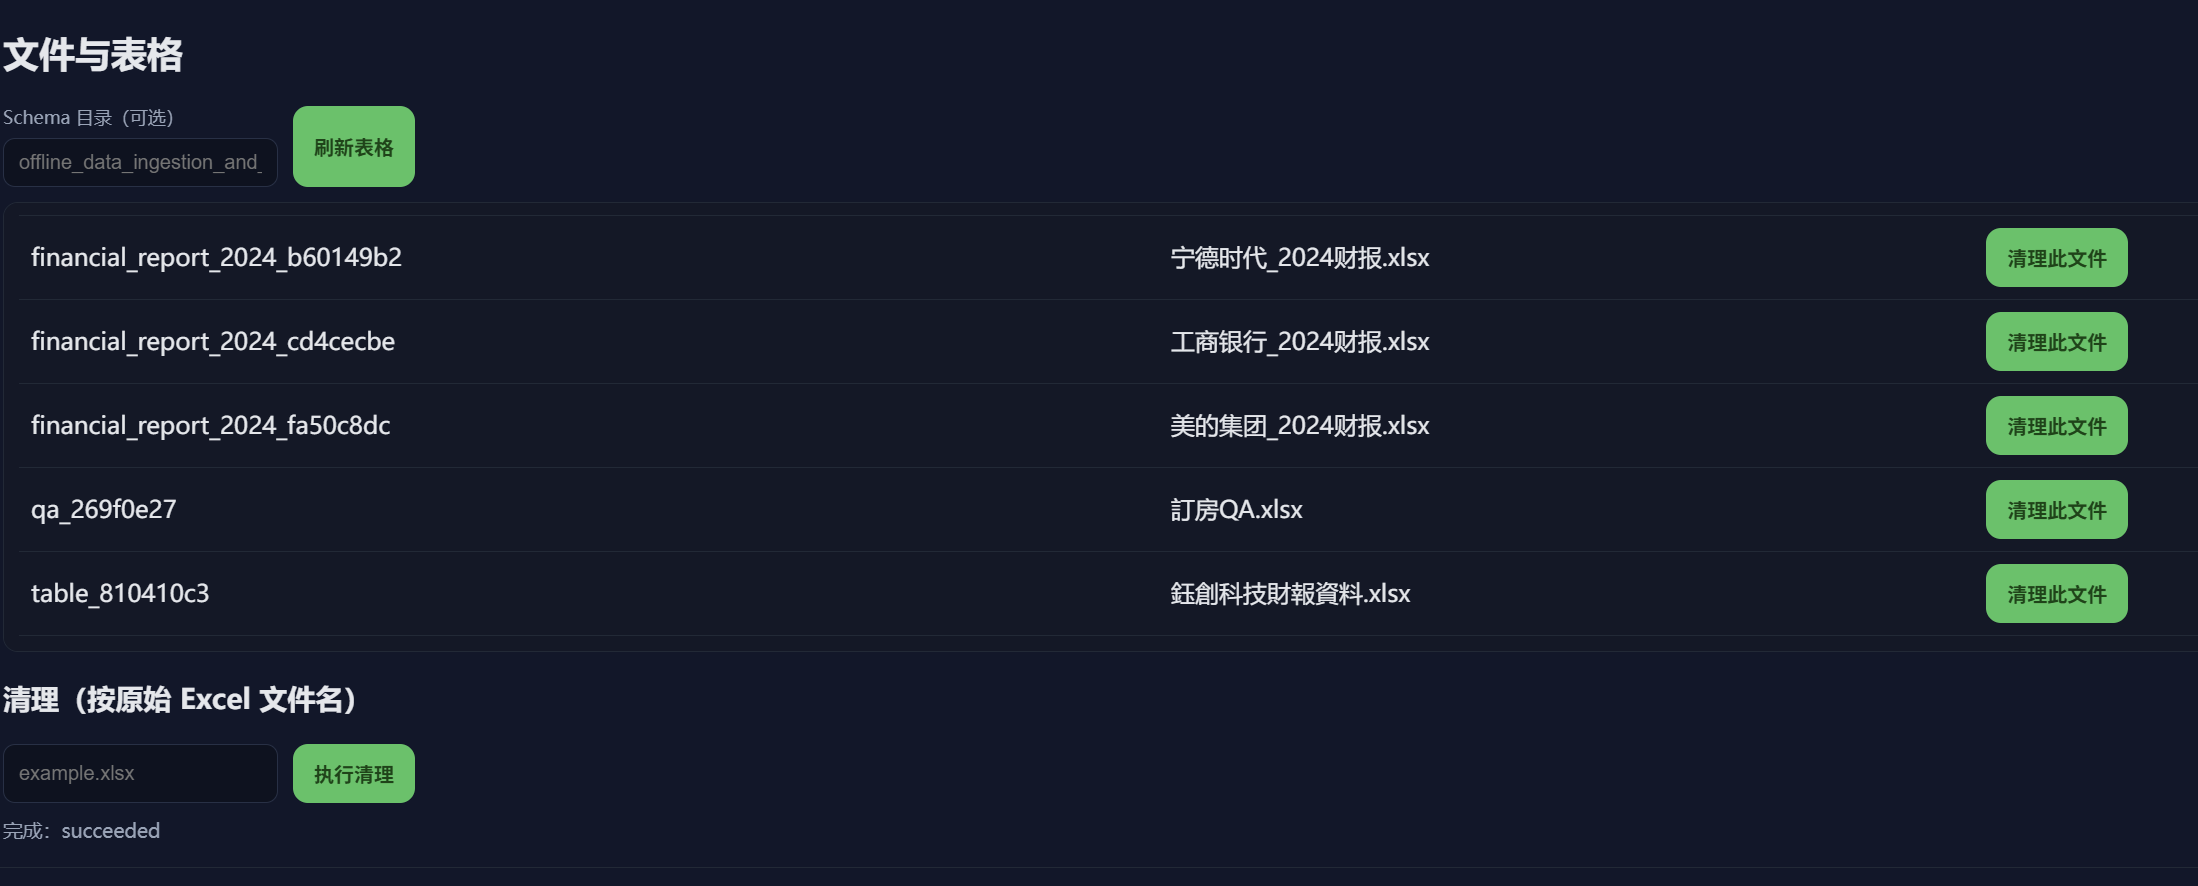 文件与表格
Schema 目录（可选）
offline_data_ingestion_and_
刷新表格
financial_report_2024_b60149b2 宁德时代_2024财报.xlsx 清理此文件
financial_report_2024_cd4cecbe 工商银行_2024财报.xlsx 清理此文件
financial_report_2024_fa50c8dc 美的集团_2024财报.xlsx 清理此文件
qa_269f0e27 訂房QA.xlsx 清理此文件
table_810410c3 鈺創科技財報資料.xlsx 清理此文件
清理（按原始 Excel 文件名）
example.xlsx 执行清理
完成：succeeded